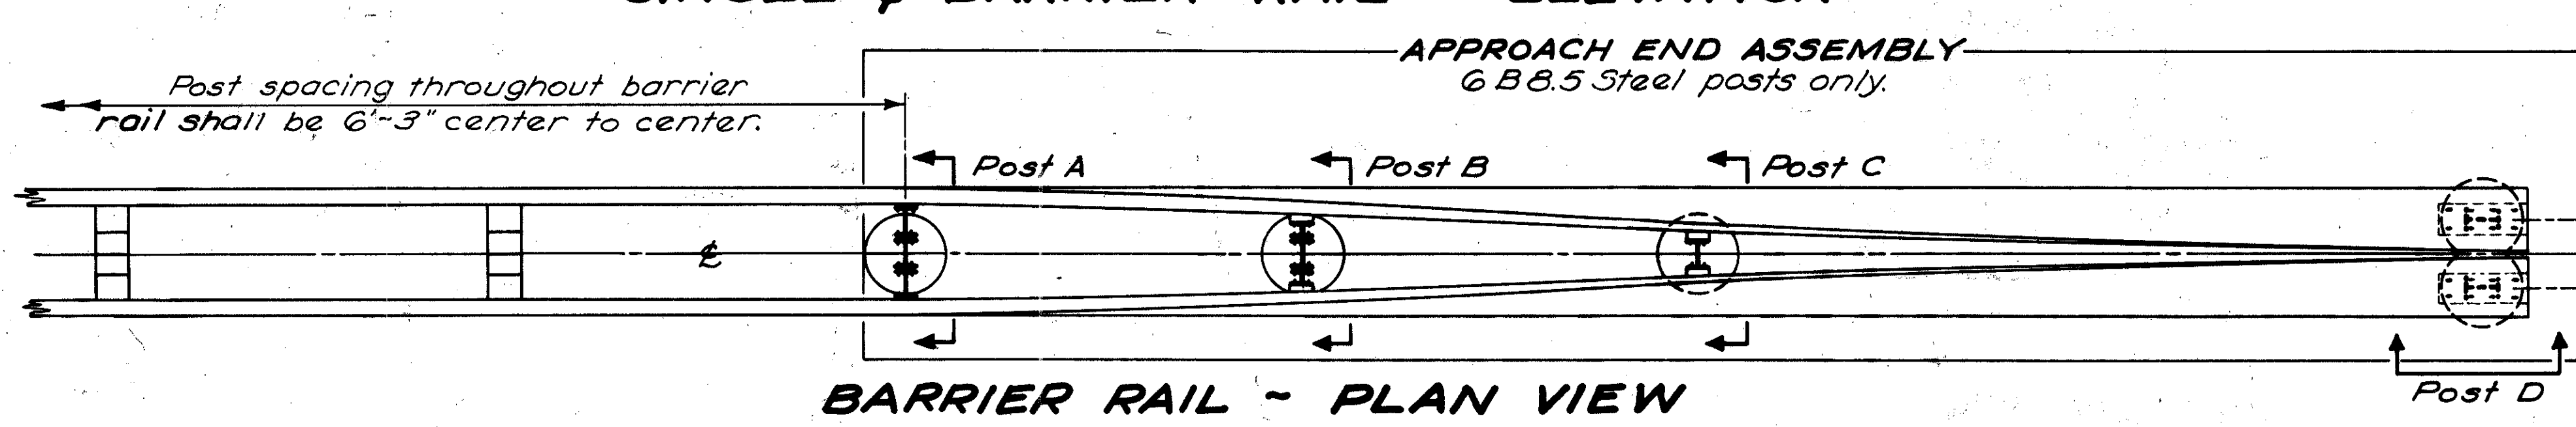 APPROACH END ASSEMBLY
6 B 8.5 Steel posts only.
Post spacing throughout barrier
rail shall be 6'~3" center to center.
Post A
Post B
Post C
℄
BARRIER RAIL ~ PLAN VIEW
Post D